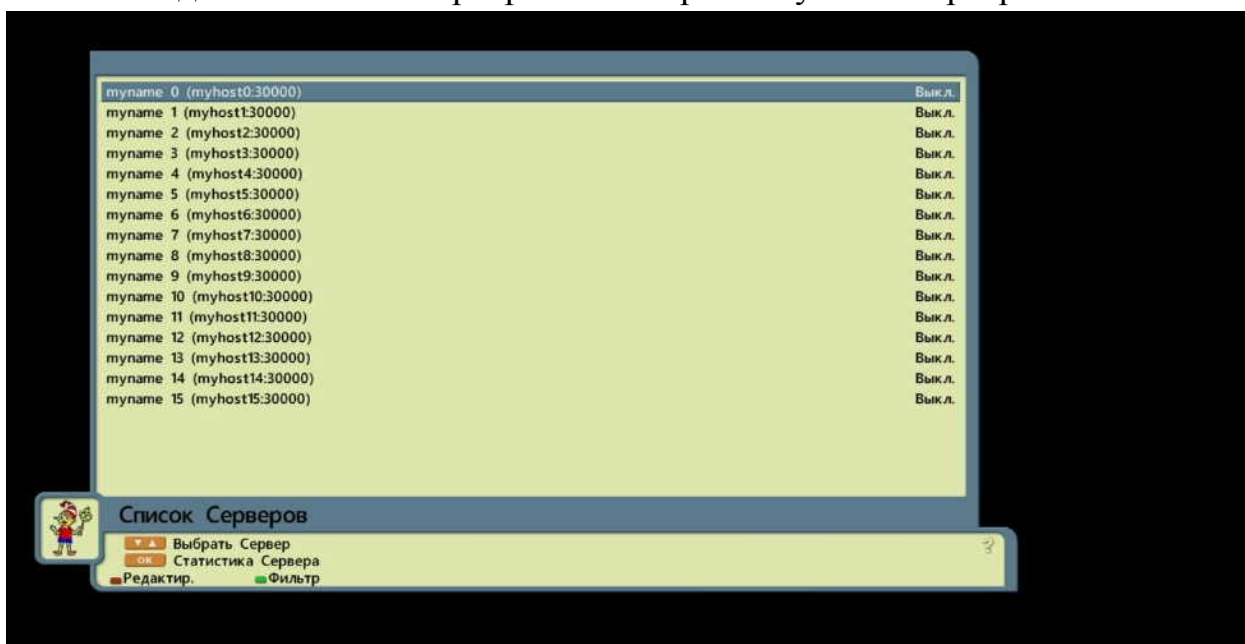 myname 0 (myhost0:30000) Выкл.
myname 1 (myhost1:30000) Выкл.
myname 2 (myhost2:30000) Выкл.
myname 3 (myhost3:30000) Выкл.
myname 4 (myhost4:30000) Выкл.
myname 5 (myhost5:30000) Выкл.
myname 6 (myhost6:30000) Выкл.
myname 7 (myhost7:30000) Выкл.
myname 8 (myhost8:30000) Выкл.
myname 9 (myhost9:30000) Выкл.
myname 10 (myhost10:30000) Выкл.
myname 11 (myhost11:30000) Выкл.
myname 12 (myhost12:30000) Выкл.
myname 13 (myhost13:30000) Выкл.
myname 14 (myhost14:30000) Выкл.
myname 15 (myhost15:30000) Выкл.
Список Серверов
Выбрать Сервер ?
OK Статистика Сервера
Редактир. Фильтр